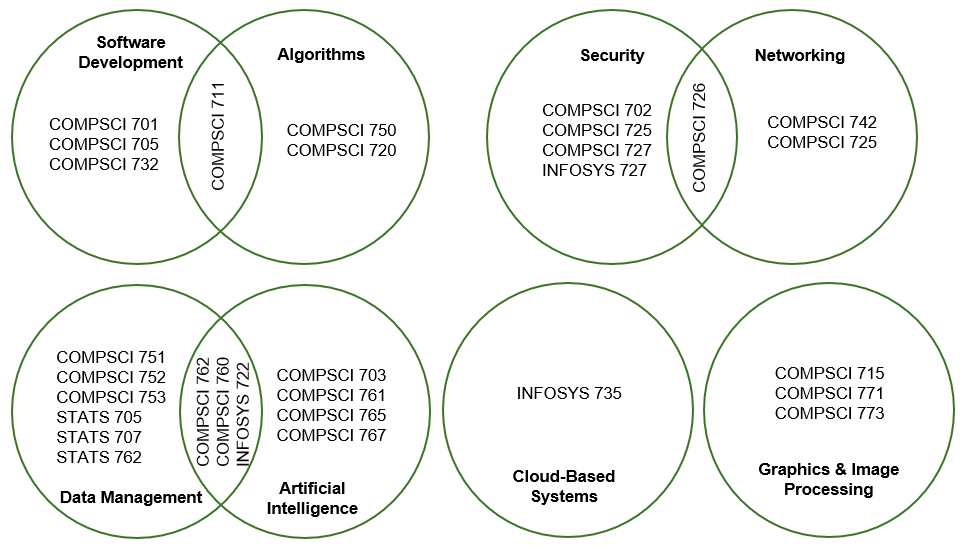 Software
Development
COMPSCI 701
COMPSCI 705
COMPSCI 732
COMPSCI 711
Algorithms
COMPSCI 750
COMPSCI 720
Security
COMPSCI 702
COMPSCI 725
COMPSCI 727
INFOSYS 727
COMPSCI 726
Networking
COMPSCI 742
COMPSCI 725
COMPSCI 751
COMPSCI 752
COMPSCI 753
STATS 705
STATS 707
STATS 762
Data Management
COMPSCI 762
COMPSCI 760
INFOSYS 722
COMPSCI 703
COMPSCI 761
COMPSCI 765
COMPSCI 767
Artificial
Intelligence
INFOSYS 735
Cloud-Based
Systems
COMPSCI 715
COMPSCI 771
COMPSCI 773
Graphics & Image
Processing